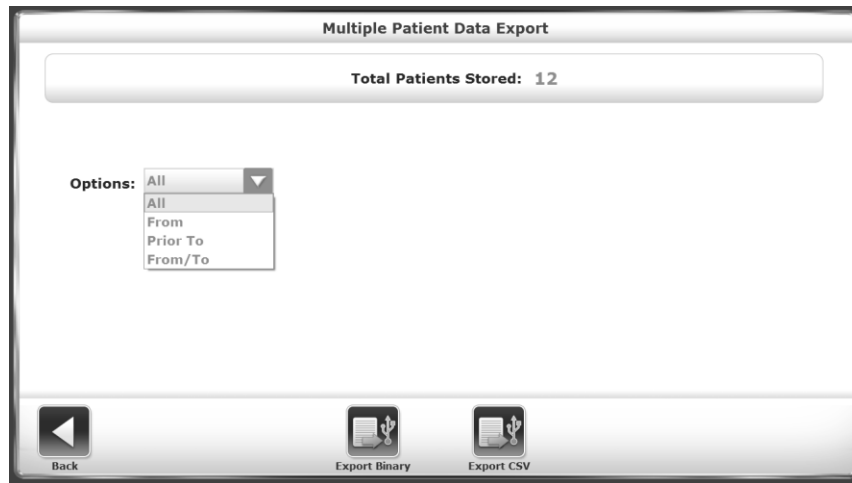 Multiple Patient Data Export
Total Patients Stored: 12
Options: All
All
From
Prior To
From/To
Back
Export Binary
Export CSV